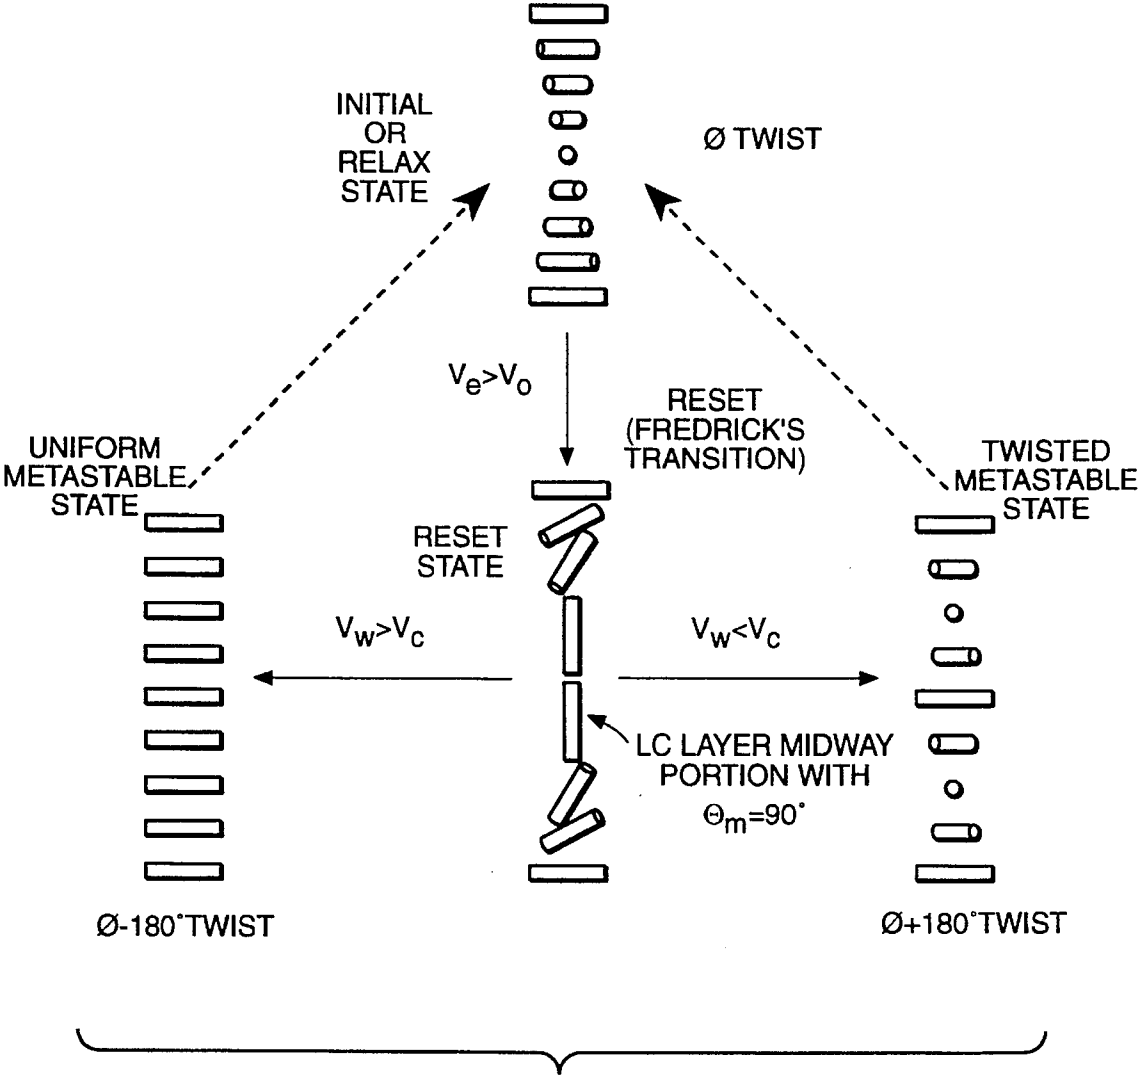 INITIAL
OR
RELAX
STATE
Ø TWIST
Ve>Vo
RESET
(FREDRICK'S
TRANSITION)
UNIFORM
METASTABLE
STATE
TWISTED
METASTABLE
STATE
RESET
STATE
Vw>Vc
Vw<Vc
LC LAYER MIDWAY
PORTION WITH
Θm=90°
Ø-180°TWIST
Ø+180°TWIST